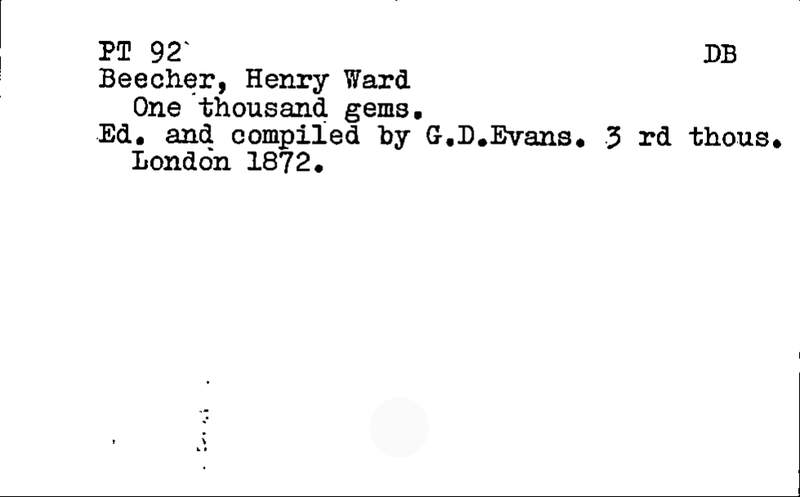 PT 92 DB
Beecher, Henry Ward
One thousand gems.
Ed. and compiled by G.D.Evans. 3 rd thous.
London 1872.